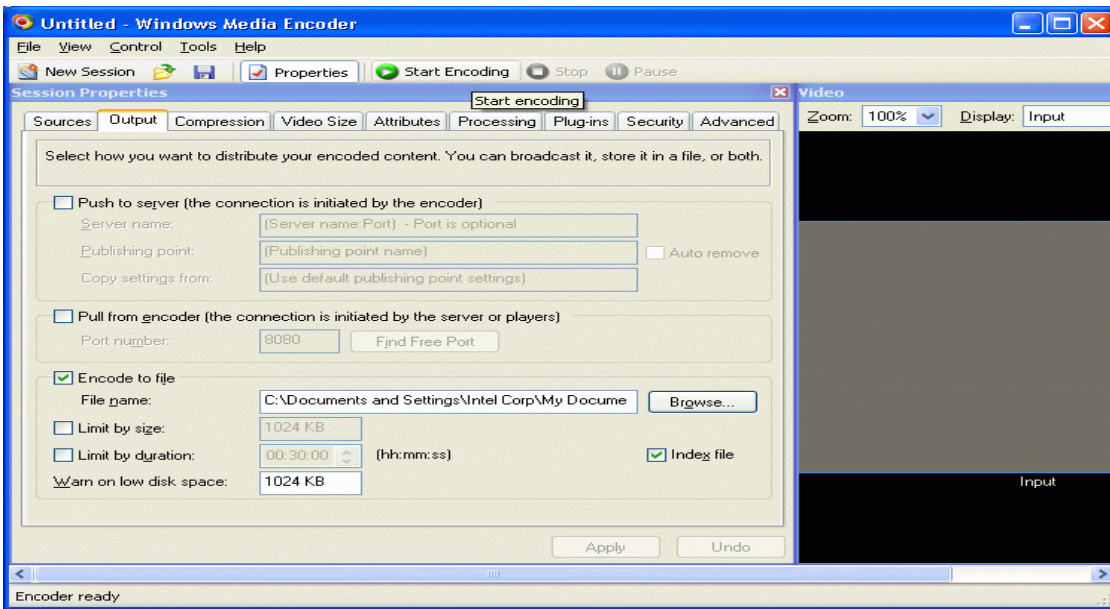 Untitled - Windows Media Encoder
File View Control Tools Help
New Session Properties Start Encoding Stop Pause
Session Properties
Start encoding
Video
Sources Output Compression Video Size Attributes Processing Plug-ins Security Advanced
Zoom: 100% Display: Input
Select how you want to distribute your encoded content. You can broadcast it, store it in a file, or both.
Push to server (the connection is initiated by the encoder)
Server name: (Server name:Port) - Port is optional
Publishing point: (Publishing point name) Auto remove
Copy settings from: (Use default publishing point settings)
Pull from encoder (the connection is initiated by the server or players)
Port number: 8080 Find Free Port
Encode to file
File name: C:\Documents and Settings\Intel Corp\My Docume Browse...
Limit by size: 1024 KB
Limit by duration: 00:30:00 (hh:mm:ss) Index file
Warn on low disk space: 1024 KB
Input
Apply Undo
Encoder ready